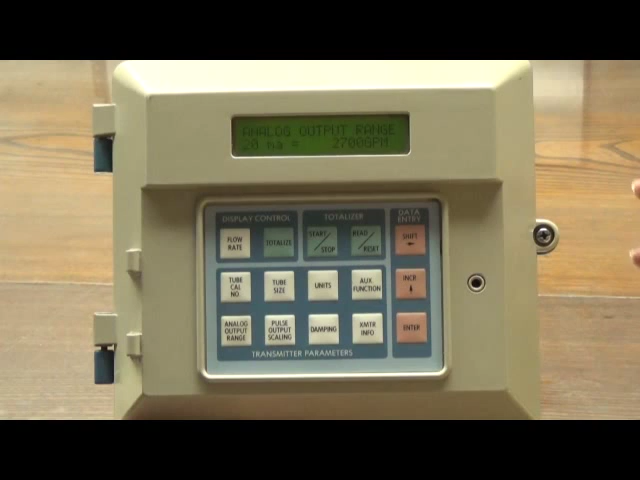 ANALOG OUTPUT RANGE
20 ma = 2700GPM
DISPLAY CONTROL
TOTALIZER
DATA
ENTRY
FLOW
RATE
TOTALIZE
START/
STOP
READ/
RESET
SHIFT
←
TUBE
CAL
NO.
TUBE
SIZE
UNITS
AUX
FUNCTION
INCR
↑
ANALOG
OUTPUT
RANGE
PULSE
OUTPUT
SCALING
DAMPING
XMTR
INFO
ENTER
TRANSMITTER PARAMETERS